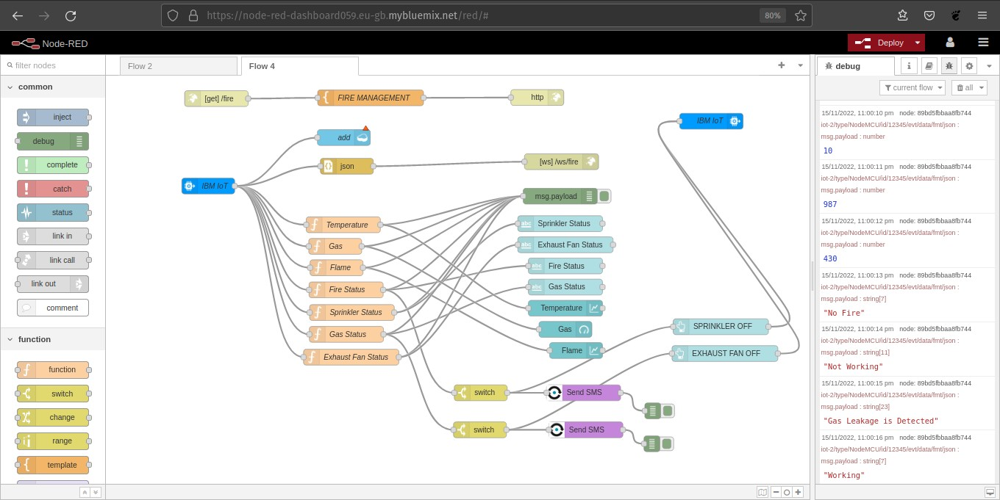 https://node-red-dashboard059.eu-gb.mybluemix.net/red/#
80%
Node-RED
Deploy
filter nodes
common
inject
debug
complete
catch
status
link in
link call
link out
comment
function
function
switch
change
range
template
Flow 2
Flow 4
[get] /fire
FIRE MANAGEMENT
http
IBM IoT
add
json
[ws] /ws/fire
IBM IoT
msg.payload
Temperature
Gas
Flame
Fire Status
Sprinkler Status
Gas Status
Exhaust Fan Status
abc Sprinkler Status
abc Exhaust Fan Status
abc Fire Status
abc Gas Status
Temperature
Gas
Flame
SPRINKLER OFF
EXHAUST FAN OFF
switch
Send SMS
switch
Send SMS
debug
i
current flow
all
15/11/2022, 11:00:10 pm node: 89bd5fbbaa8fb744
iot-2/type/NodeMCU/id/12345/evt/data/fmt/json :
msg.payload : number
10
15/11/2022, 11:00:11 pm node: 89bd5fbbaa8fb744
iot-2/type/NodeMCU/id/12345/evt/data/fmt/json :
msg.payload : number
987
15/11/2022, 11:00:12 pm node: 89bd5fbbaa8fb744
iot-2/type/NodeMCU/id/12345/evt/data/fmt/json :
msg.payload : number
430
15/11/2022, 11:00:13 pm node: 89bd5fbbaa8fb744
iot-2/type/NodeMCU/id/12345/evt/data/fmt/json :
msg.payload : string[7]
"No Fire"
15/11/2022, 11:00:14 pm node: 89bd5fbbaa8fb744
iot-2/type/NodeMCU/id/12345/evt/data/fmt/json :
msg.payload : string[11]
"Not Working"
15/11/2022, 11:00:15 pm node: 89bd5fbbaa8fb744
iot-2/type/NodeMCU/id/12345/evt/data/fmt/json :
msg.payload : string[23]
"Gas Leakage is Detected"
15/11/2022, 11:00:16 pm node: 89bd5fbbaa8fb744
iot-2/type/NodeMCU/id/12345/evt/data/fmt/json :
msg.payload : string[7]
"Working"